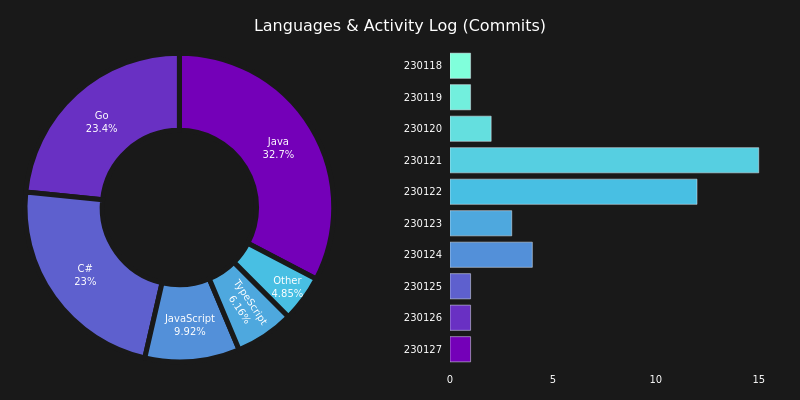 Languages & Activity Log (Commits)
Go
23.4%
Java
32.7%
C#
23%
JavaScript
9.92%
TypeScript
6.16%
Other
4.85%
230118
230119
230120
230121
230122
230123
230124
230125
230126
230127
0 5 10 15